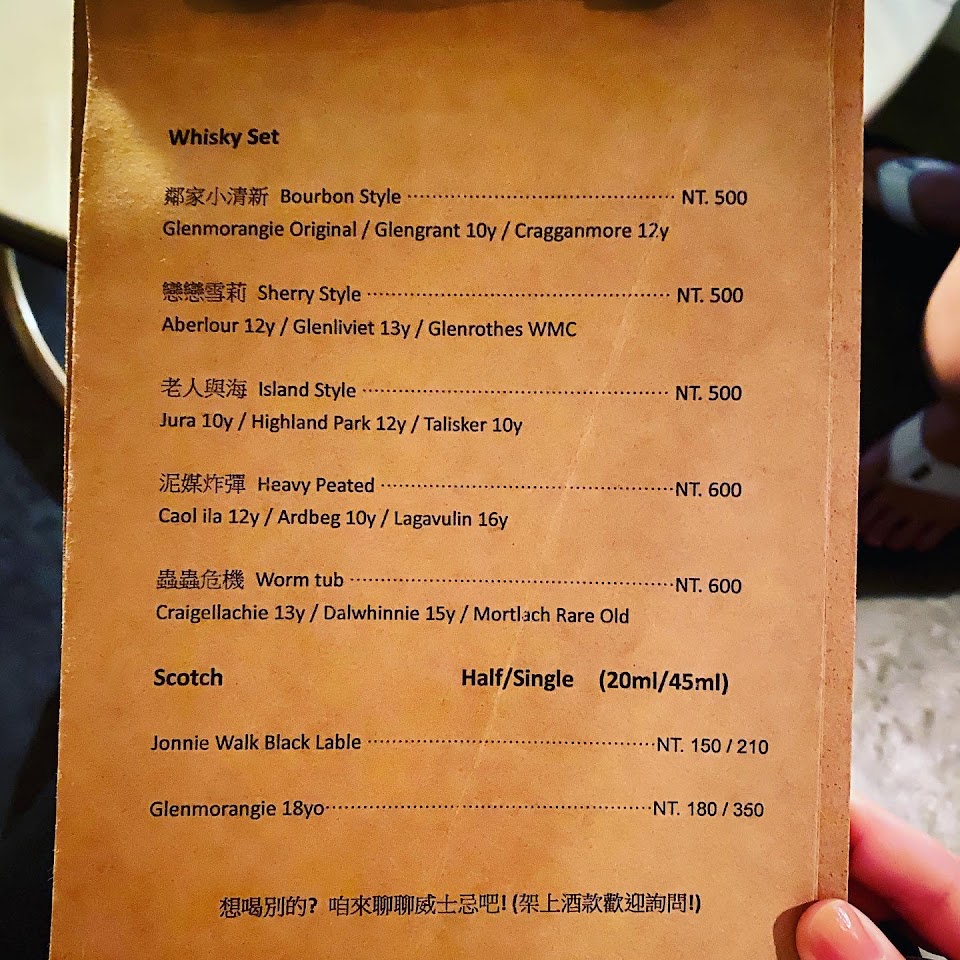 Whisky Set
鄰家小清新 Bourbon Style ········ NT. 500
Glenmorangie Original / Glengrant 10y / Cragganmore 12y
戀戀雪莉 Sherry Style ········ NT. 500
Aberlour 12y / Glenliviet 13y / Glenrothes WMC
老人與海 Island Style ········ NT. 500
Jura 10y / Highland Park 12y / Talisker 10y
泥媒炸彈 Heavy Peated ········ NT. 600
Caol ila 12y / Ardbeg 10y / Lagavulin 16y
蟲蟲危機 Worm tub ········ NT. 600
Craigellachie 13y / Dalwhinnie 15y / Mortlach Rare Old
Scotch Half/Single (20ml/45ml)
Jonnie Walk Black Lable ········ NT. 150 / 210
Glenmorangie 18yo ········ NT. 180 / 350
想喝別的? 咱來聊聊威士忌吧! (架上酒款歡迎詢問!)